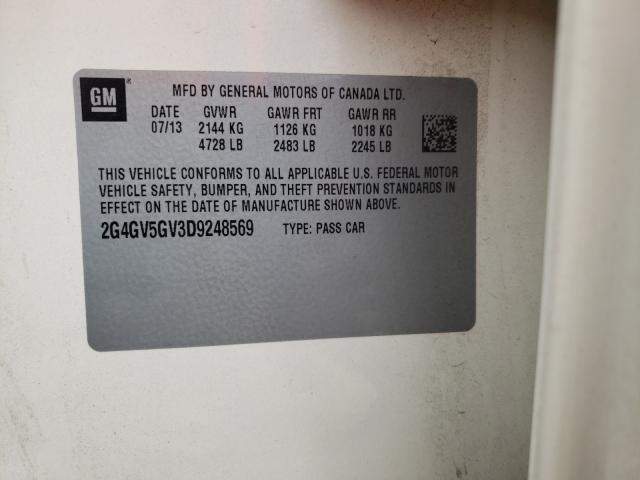 GM®
MFD BY GENERAL MOTORS OF CANADA LTD.
DATE GVWR GAWR FRT GAWR RR
07/13 2144 KG 1126 KG 1018 KG
4728 LB 2483 LB 2245 LB
THIS VEHICLE CONFORMS TO ALL APPLICABLE U.S. FEDERAL MOTOR
VEHICLE SAFETY, BUMPER, AND THEFT PREVENTION STANDARDS IN
EFFECT ON THE DATE OF MANUFACTURE SHOWN ABOVE.
2G4GV5GV3D9248569 TYPE: PASS CAR